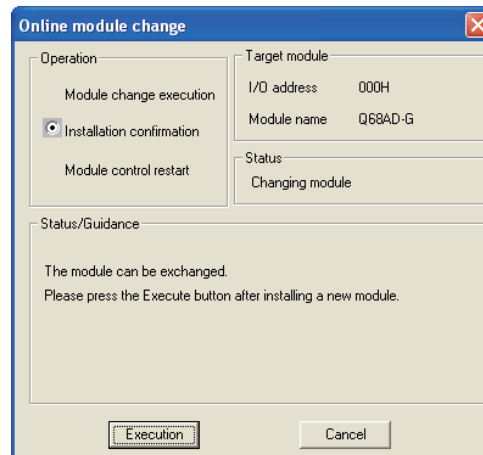 Online module change
Operation
Module change execution
Installation confirmation
Module control restart
Target module
I/O address 000H
Module name Q68AD-G
Status
Changing module
Status/Guidance
The module can be exchanged.
Please press the Execute button after installing a new module.
Execution
Cancel